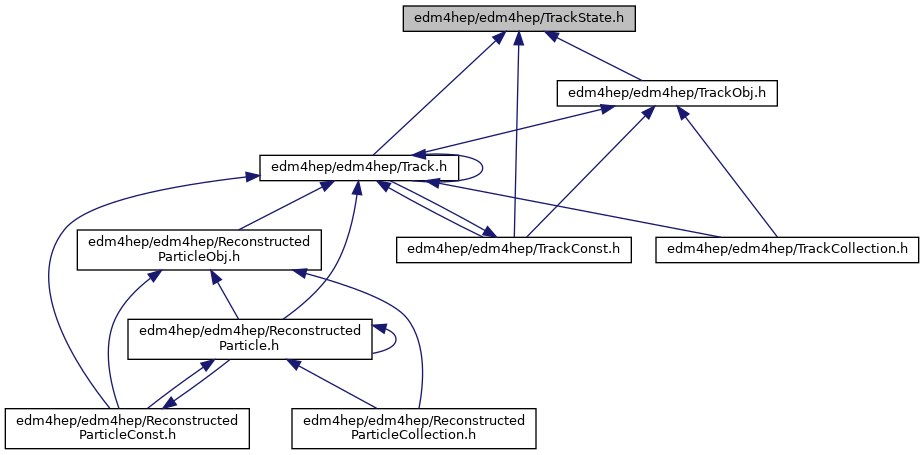 edm4hep/edm4hep/TrackState.h
edm4hep/edm4hep/TrackObj.h
edm4hep/edm4hep/Track.h
edm4hep/edm4hep/Reconstructed
ParticleObj.h
edm4hep/edm4hep/TrackConst.h
edm4hep/edm4hep/TrackCollection.h
edm4hep/edm4hep/Reconstructed
Particle.h
edm4hep/edm4hep/Reconstructed
ParticleConst.h
edm4hep/edm4hep/Reconstructed
ParticleCollection.h